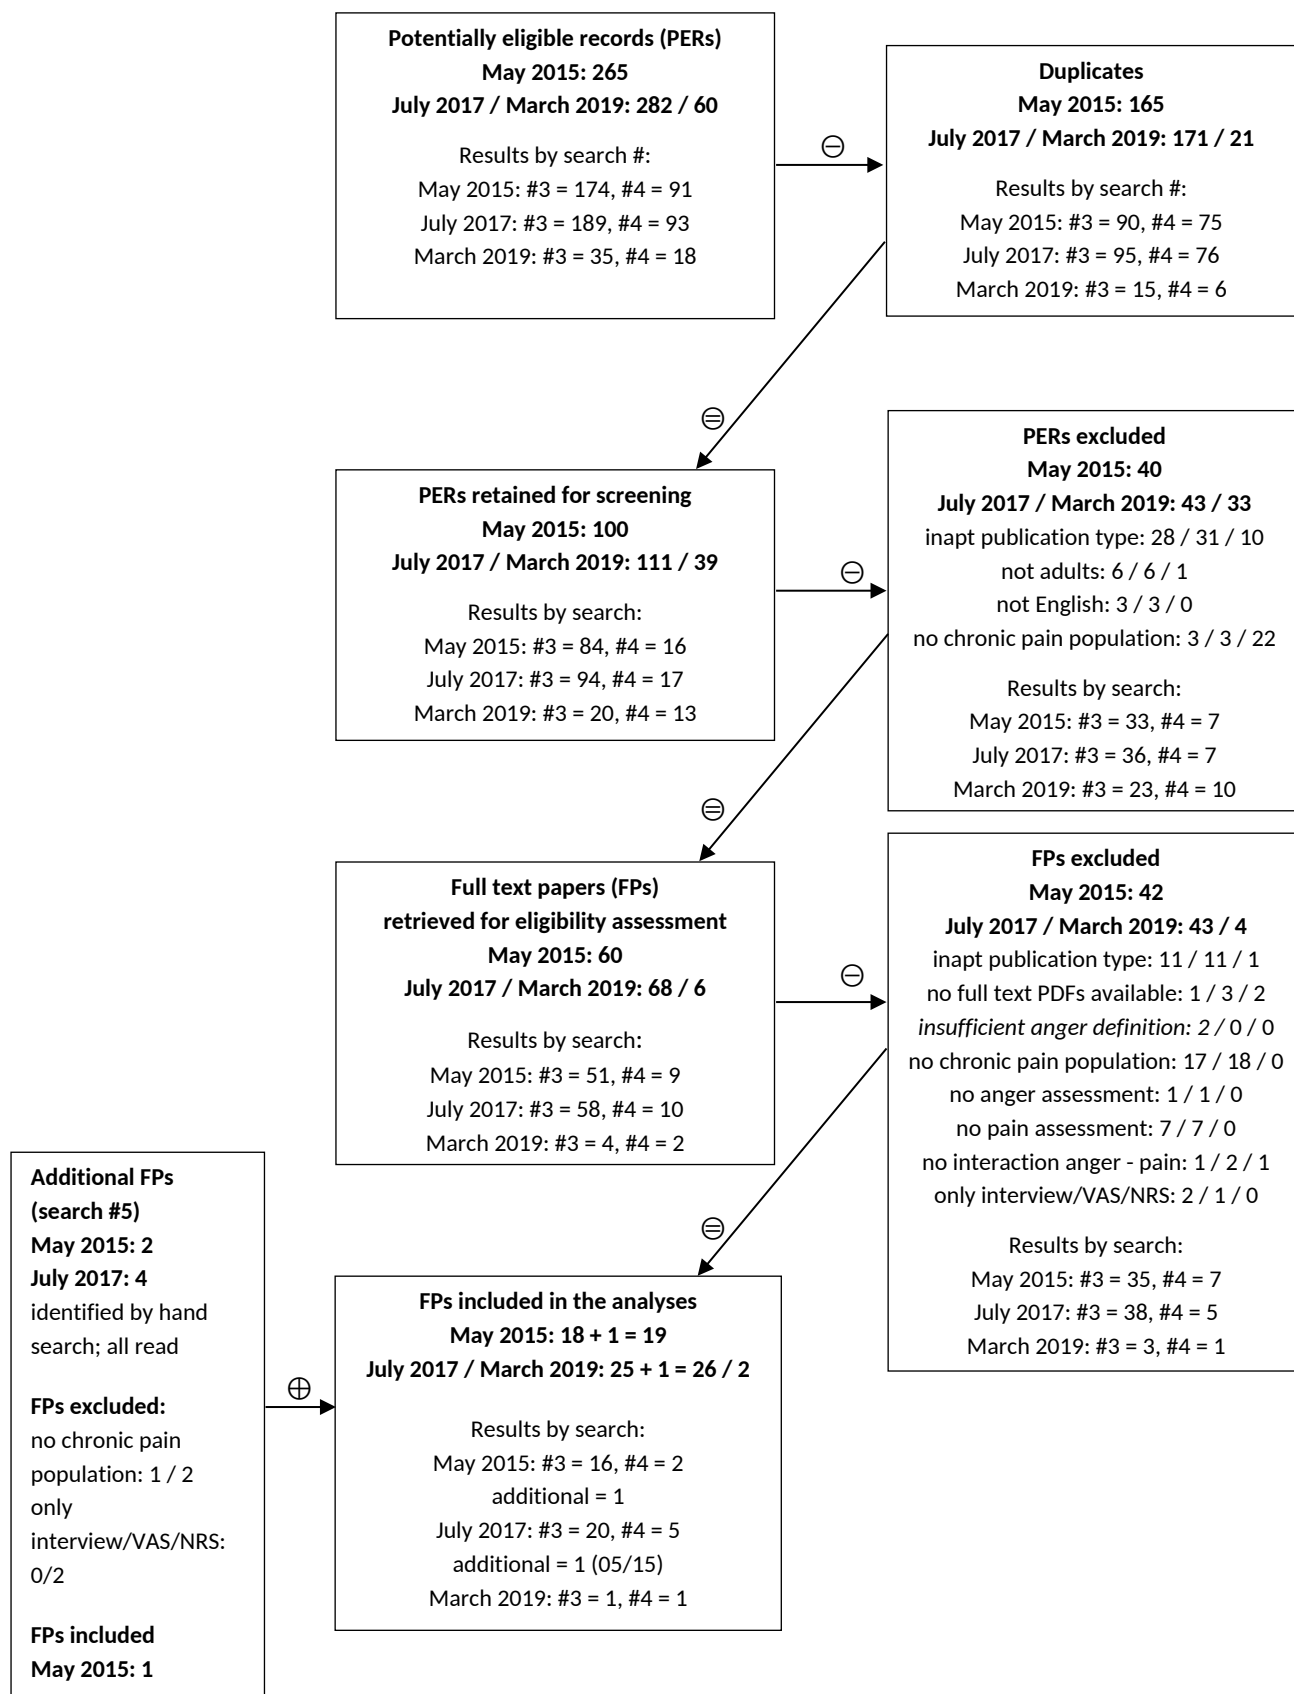 Potentially eligible records (PERs)
May 2015: 265
July 2017 / March 2019: 282 / 60
Results by search #:
May 2015: #3 = 174, #4 = 91
July 2017: #3 = 189, #4 = 93
March 2019: #3 = 35, #4 = 18
Duplicates
May 2015: 165
July 2017 / March 2019: 171 / 21
Results by search #:
May 2015: #3 = 90, #4 = 75
July 2017: #3 = 95, #4 = 76
March 2019: #3 = 15, #4 = 6
PERs retained for screening
May 2015: 100
July 2017 / March 2019: 111 / 39
Results by search:
May 2015: #3 = 84, #4 = 16
July 2017: #3 = 94, #4 = 17
March 2019: #3 = 20, #4 = 13
PERs excluded
May 2015: 40
July 2017 / March 2019: 43 / 33
inapt publication type: 28 / 31 / 10
not adults: 6 / 6 / 1
not English: 3 / 3 / 0
no chronic pain population: 3 / 3 / 22
Results by search:
May 2015: #3 = 33, #4 = 7
July 2017: #3 = 36, #4 = 7
March 2019: #3 = 23, #4 = 10
Full text papers (FPs)
retrieved for eligibility assessment
May 2015: 60
July 2017 / March 2019: 68 / 6
Results by search:
May 2015: #3 = 51, #4 = 9
July 2017: #3 = 58, #4 = 10
March 2019: #3 = 4, #4 = 2
FPs excluded
May 2015: 42
July 2017 / March 2019: 43 / 4
inapt publication type: 11 / 11 / 1
no full text PDFs available: 1 / 3 / 2
insufficient anger definition: 2 / 0 / 0
no chronic pain population: 17 / 18 / 0
no anger assessment: 1 / 1 / 0
no pain assessment: 7 / 7 / 0
no interaction anger - pain: 1 / 2 / 1
only interview/VAS/NRS: 2 / 1 / 0
Results by search:
May 2015: #3 = 35, #4 = 7
July 2017: #3 = 38, #4 = 5
March 2019: #3 = 3, #4 = 1
Additional FPs
(search #5)
May 2015: 2
July 2017: 4
identified by hand
search; all read
FPs excluded:
no chronic pain
population: 1 / 2
only
interview/VAS/NRS:
0/2
FPs included
May 2015: 1
FPs included in the analyses
May 2015: 18 + 1 = 19
July 2017 / March 2019: 25 + 1 = 26 / 2
Results by search:
May 2015: #3 = 16, #4 = 2
additional = 1
July 2017: #3 = 20, #4 = 5
additional = 1 (05/15)
March 2019: #3 = 1, #4 = 1